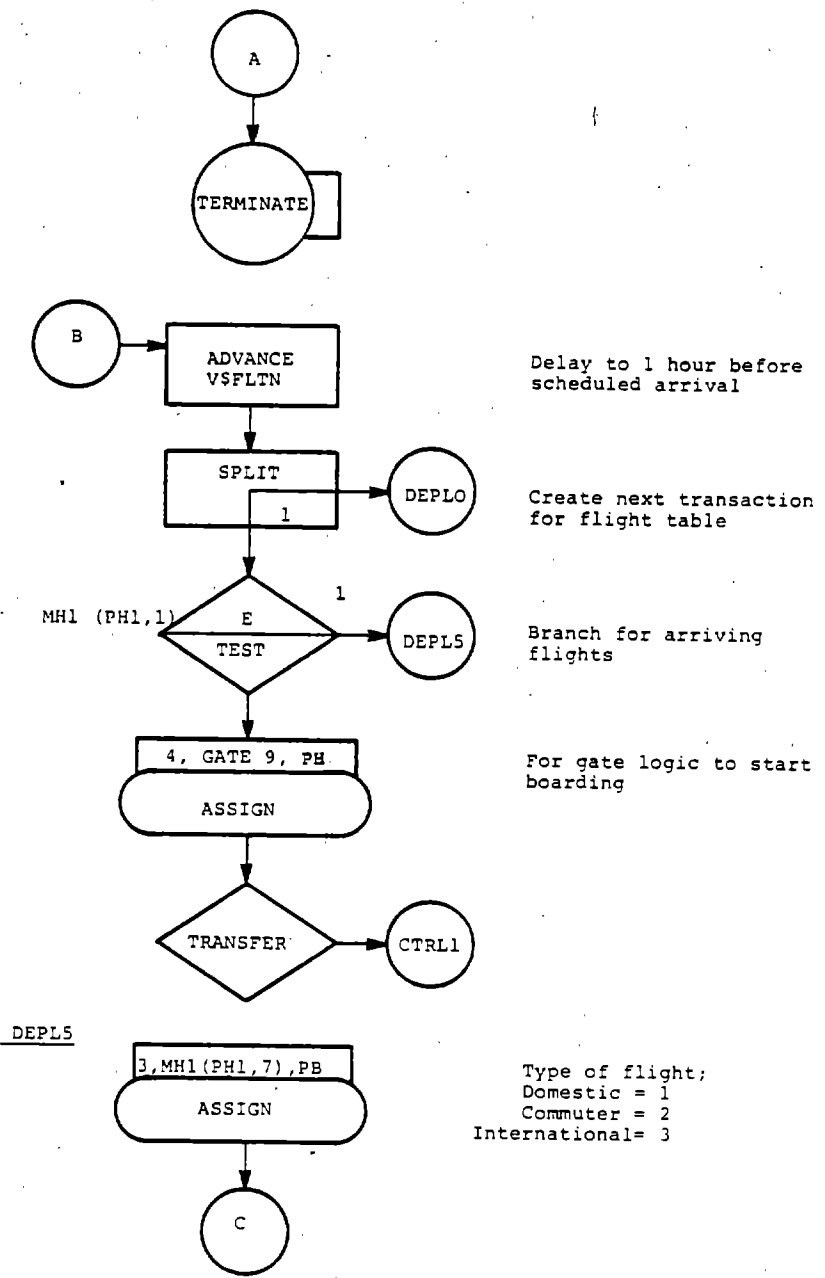 A
TERMINATE
B
ADVANCE
V$FLTN
Delay to 1 hour before
scheduled arrival
SPLIT
1
DEPL0
Create next transaction
for flight table
MH1 (PH1,1)
E
TEST
1
DEPL5
Branch for arriving
flights
4, GATE 9, PH
ASSIGN
For gate logic to start
boarding
TRANSFER
CTRL1
DEPL5
3,MH1(PH1,7),PB
ASSIGN
Type of flight;
Domestic = 1
Commuter = 2
International= 3
C